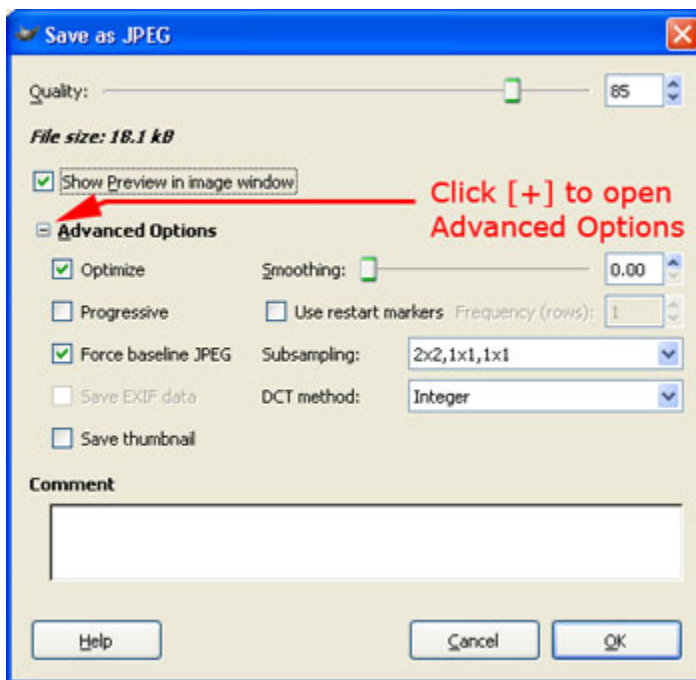 Save as JPEG
Quality: 85
File size: 18.1 kB
Show Preview in image window
Click [+] to open
Advanced Options
Advanced Options
Optimize Smoothing: 0.00
Progressive Use restart markers Frequency (rows): 1
Force baseline JPEG Subsampling: 2x2,1x1,1x1
Save EXIF data DCT method: Integer
Save thumbnail
Comment
Help Cancel OK